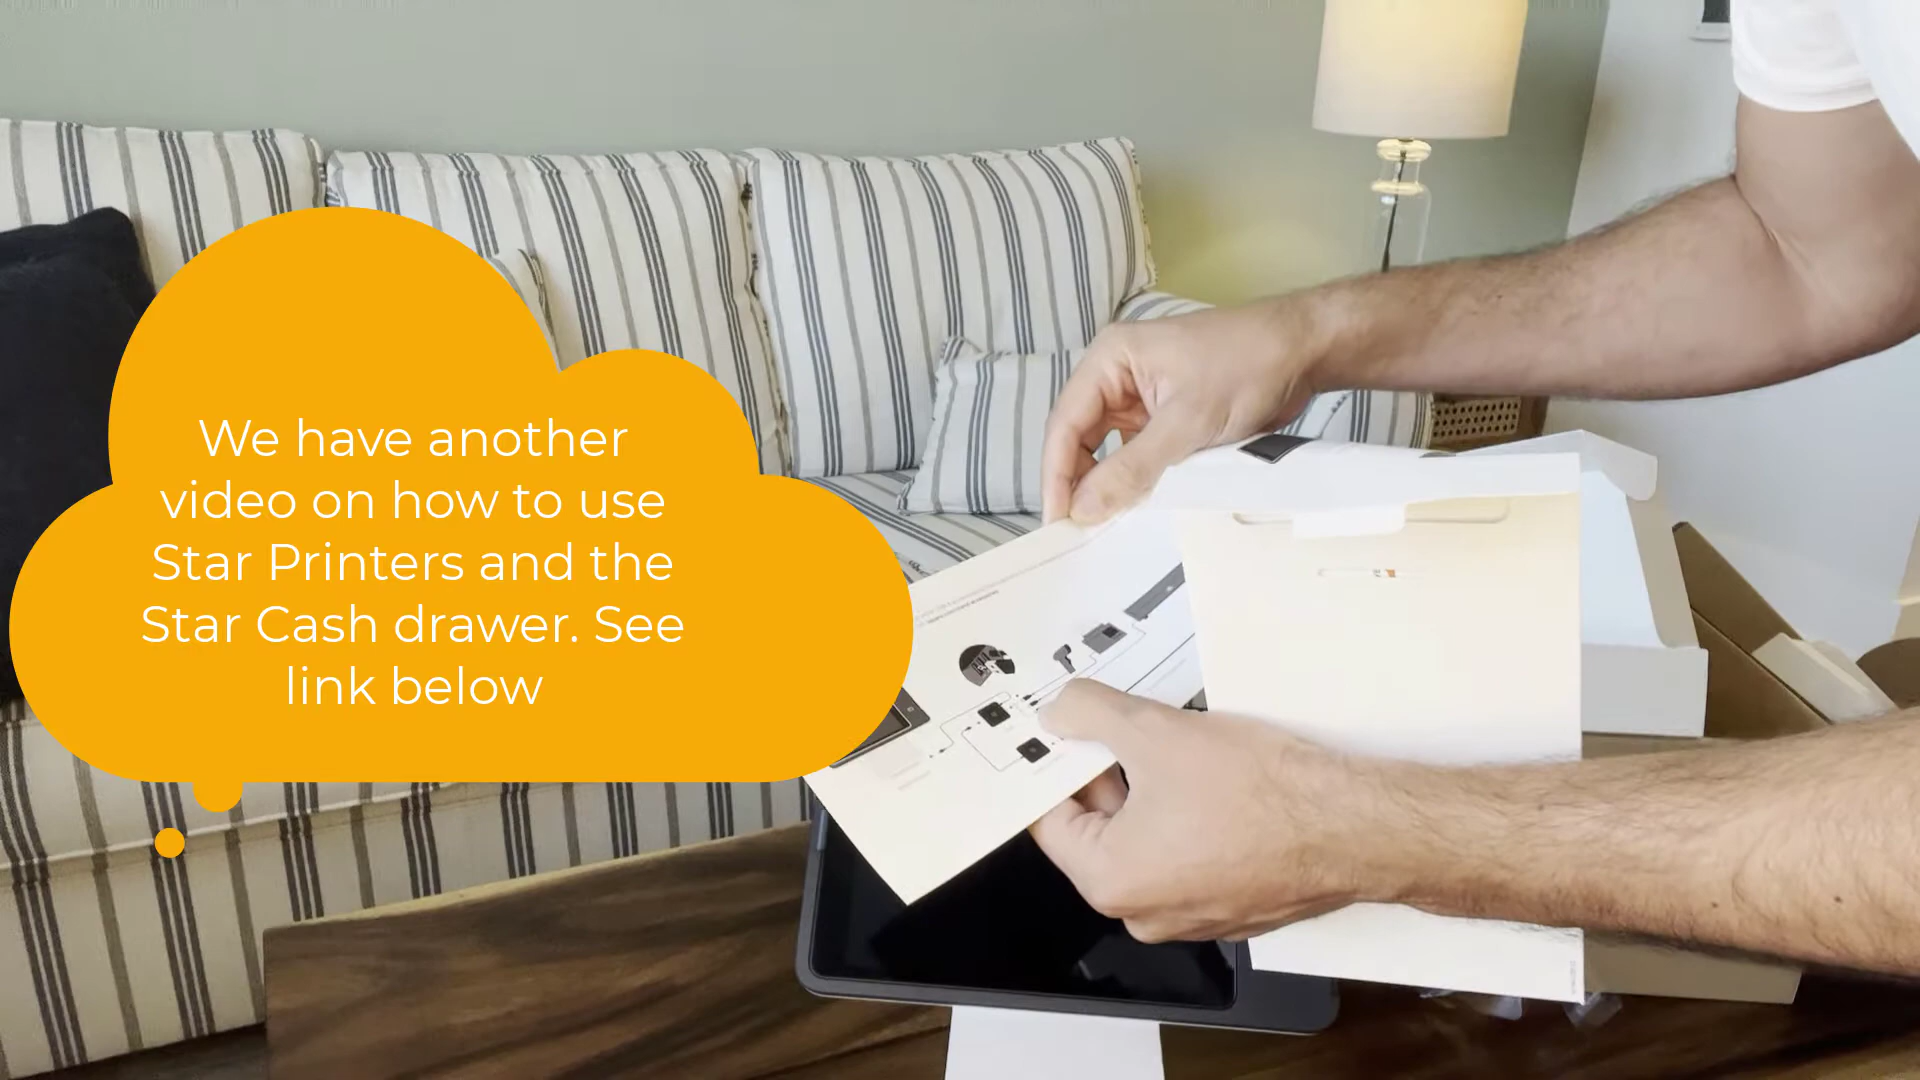 We have another
video on how to use
Star Printers and the
Star Cash drawer. See
link below